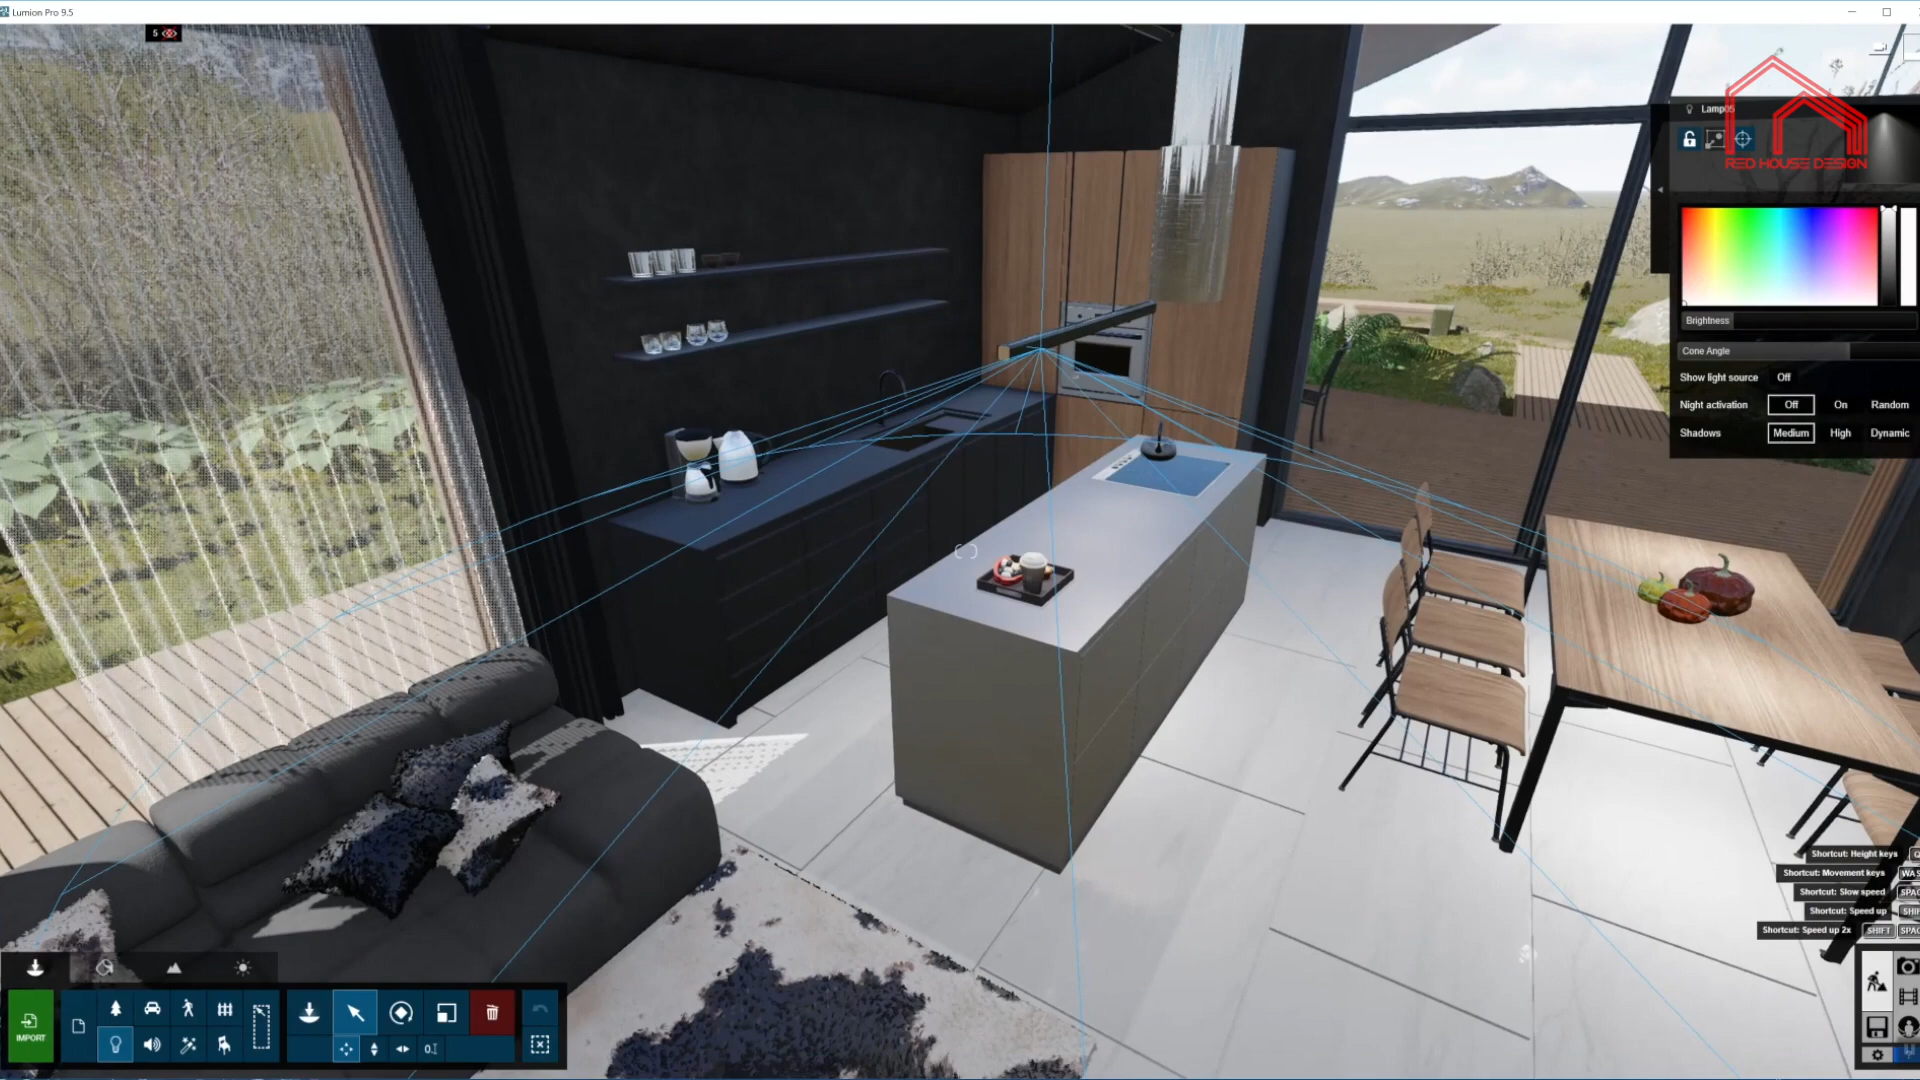 Lumion Pro 9.5
5
Lamp05
RED HOUSE DESIGN
Brightness
Cone Angle
Show light source Off
Night activation Off On Random
Shadows Medium High Dynamic
Shortcut: Height keys
Shortcut: Movement keys
Shortcut: Slow speed
Shortcut: Speed up
Shortcut: Speed up 2x SHIFT
IMPORT